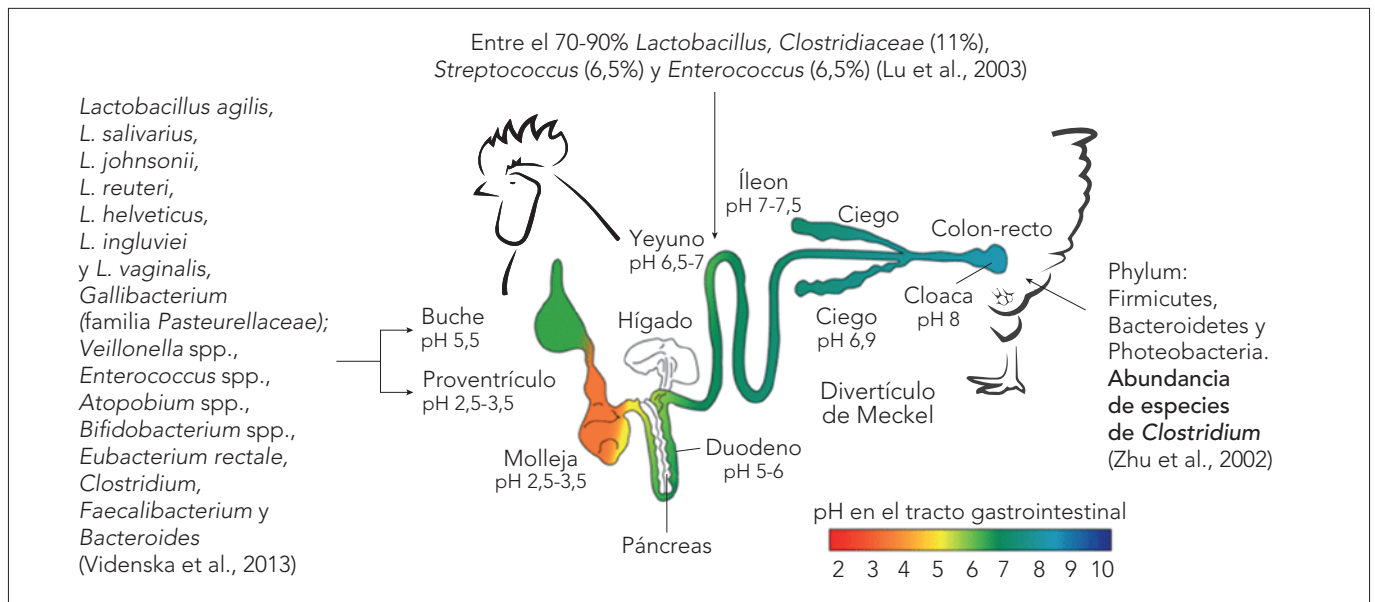 Entre el 70-90% Lactobacillus, Clostridiaceae (11%),
Streptococcus (6,5%) y Enterococcus (6,5%) (Lu et al., 2003)
Lactobacillus agilis,
L. salivarius,
L. johnsonii,
L. reuteri,
L. helveticus,
L. ingluviei
y L. vaginalis,
Gallibacterium
(familia Pasteurellaceae);
Veillonella spp.,
Enterococcus spp.,
Atopobium spp.,
Bifidobacterium spp.,
Eubacterium rectale,
Clostridium,
Faecalibacterium y
Bacteroides
(Videnska et al., 2013)
Buche
pH 5,5
Proventrículo
pH 2,5-3,5
Molleja
pH 2,5-3,5
Hígado
Páncreas
Duodeno
pH 5-6
Yeyuno
pH 6,5-7
Íleon
pH 7-7,5
Ciego
Ciego
pH 6,9
Divertículo
de Meckel
Colon-recto
Cloaca
pH 8
Phylum:
Firmicutes,
Bacteroidetes y
Photeobacteria.
Abundancia
de especies
de Clostridium
(Zhu et al., 2002)
pH en el tracto gastrointestinal
2 3 4 5 6 7 8 9 10